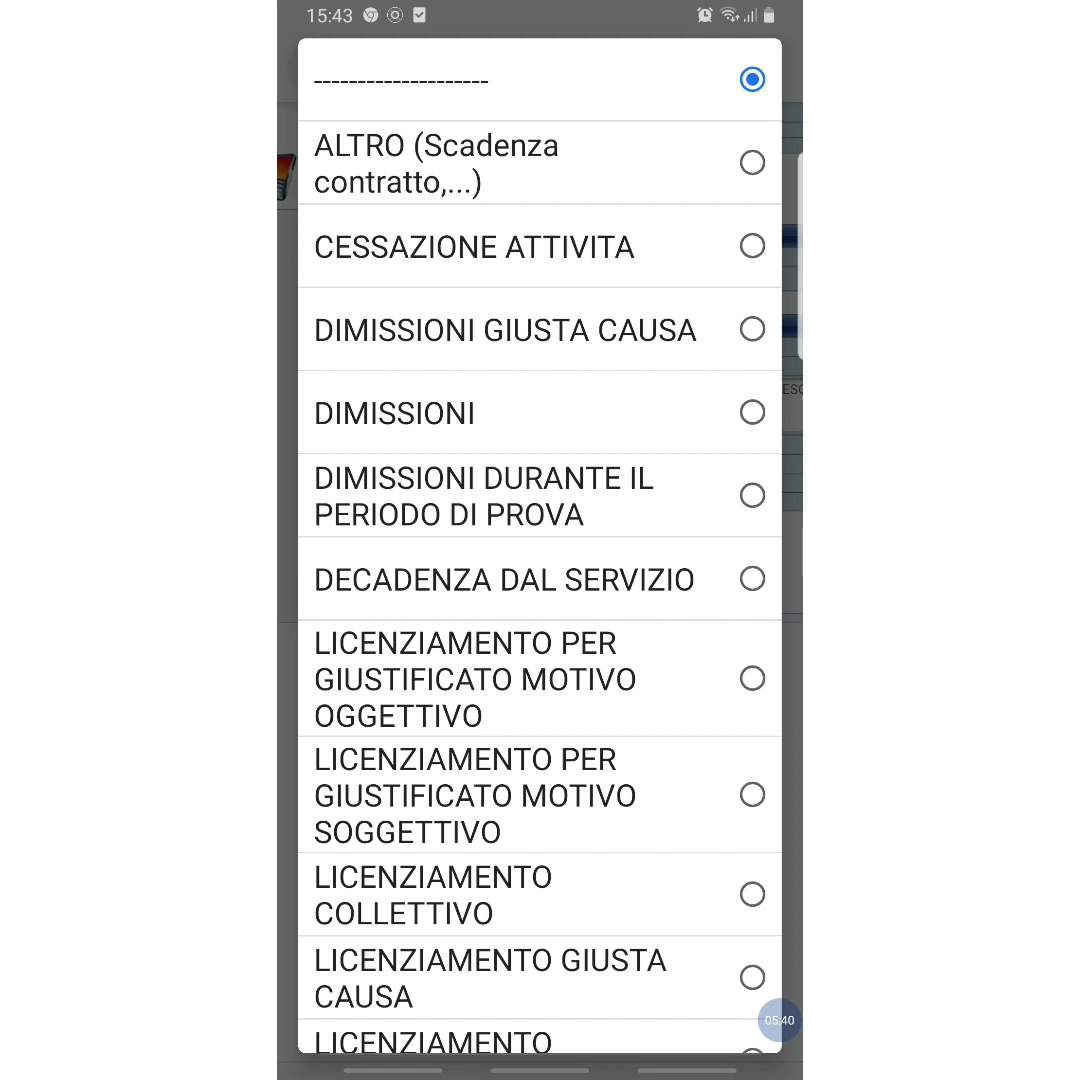 15:43
--------------------
ALTRO (Scadenza
contratto,...)
CESSAZIONE ATTIVITA
DIMISSIONI GIUSTA CAUSA
DIMISSIONI
DIMISSIONI DURANTE IL
PERIODO DI PROVA
DECADENZA DAL SERVIZIO
LICENZIAMENTO PER
GIUSTIFICATO MOTIVO
OGGETTIVO
LICENZIAMENTO PER
GIUSTIFICATO MOTIVO
SOGGETTIVO
LICENZIAMENTO
COLLETTIVO
LICENZIAMENTO GIUSTA
CAUSA
05:40
LICENZIAMENTO